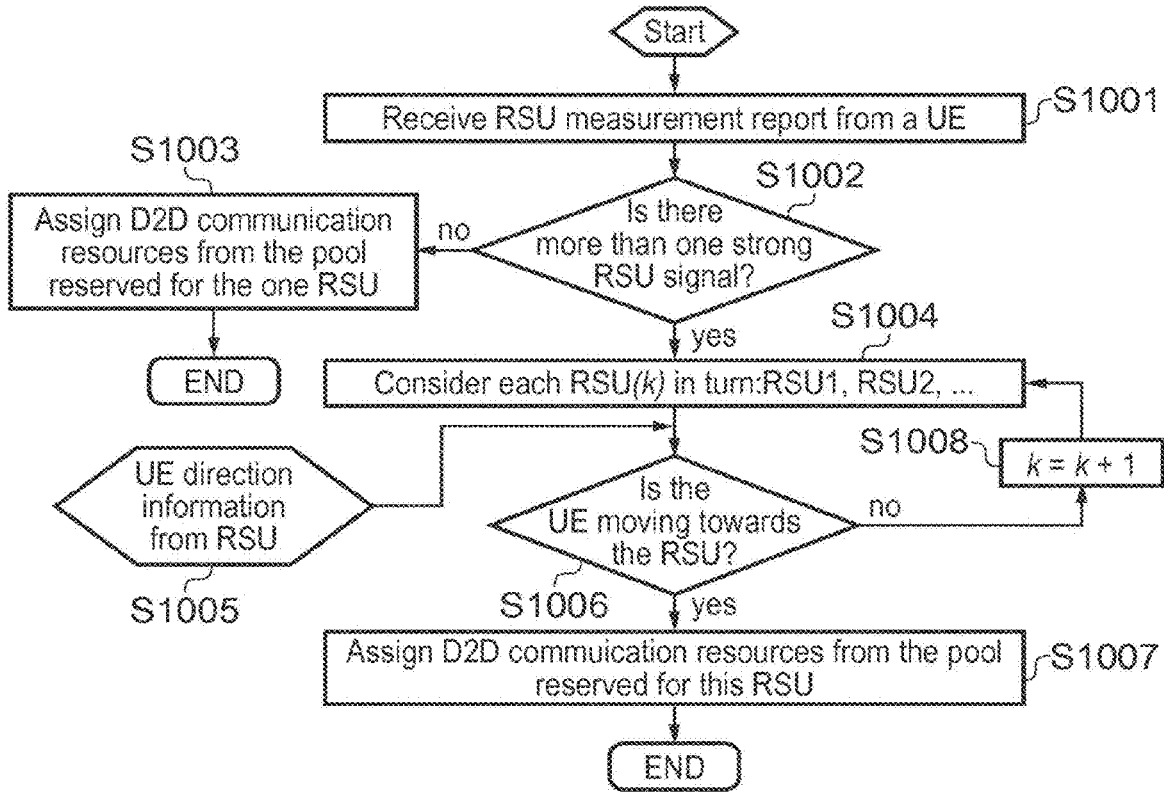 Start
Receive RSU measurement report from a UE
S1001
S1003
S1002
Assign D2D communication
resources from the pool
reserved for the one RSU
no
Is there
more than one strong
RSU signal?
yes
S1004
END
Consider each RSU(k) in turn:RSU1, RSU2, ...
S1008
k = k + 1
UE direction
information
from RSU
Is the
UE moving towards
the RSU?
no
S1005
S1006
yes
Assign D2D commuication resources from the pool
reserved for this RSU
S1007
END